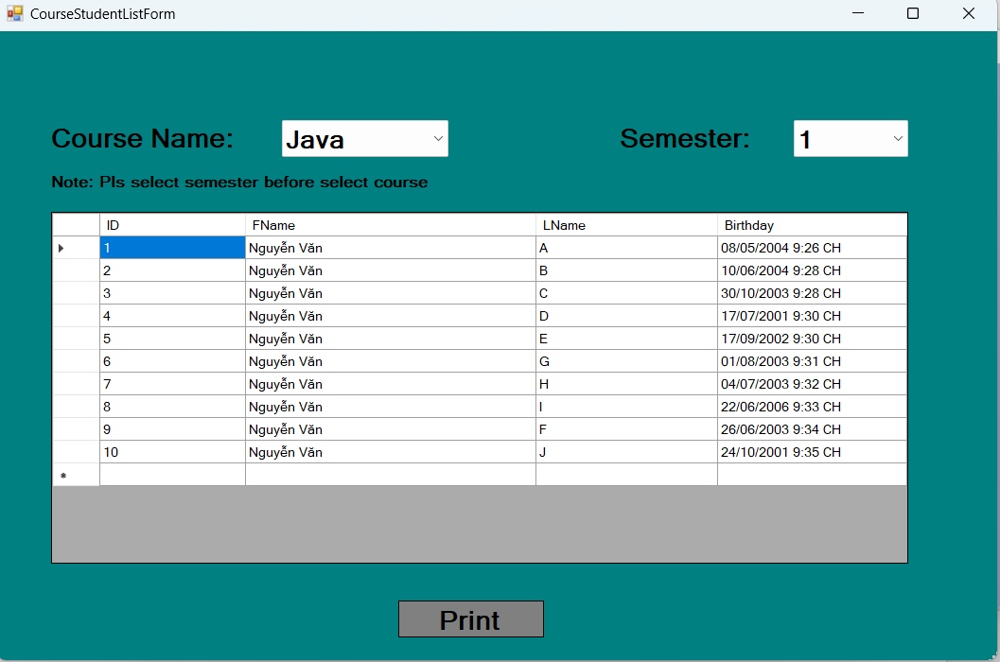 CourseStudentListForm
Course Name: Java Semester: 1
Note: Pls select semester before select course
ID FName LName Birthday
1 Nguyễn Văn A 08/05/2004 9:26 CH
2 Nguyễn Văn B 10/06/2004 9:28 CH
3 Nguyễn Văn C 30/10/2003 9:28 CH
4 Nguyễn Văn D 17/07/2001 9:30 CH
5 Nguyễn Văn E 17/09/2002 9:30 CH
6 Nguyễn Văn G 01/08/2003 9:31 CH
7 Nguyễn Văn H 04/07/2003 9:32 CH
8 Nguyễn Văn I 22/06/2006 9:33 CH
9 Nguyễn Văn F 26/06/2003 9:34 CH
10 Nguyễn Văn J 24/10/2001 9:35 CH
Print